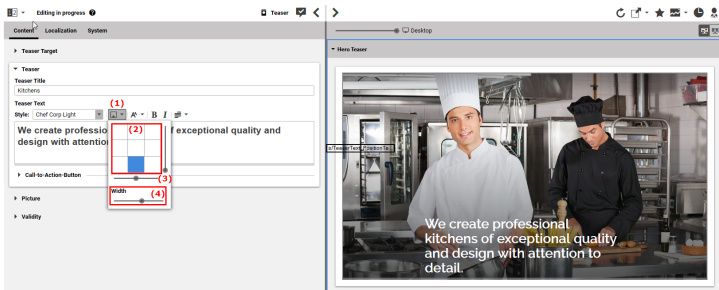 Editing in progress
Teaser
Content
Localization
System
Desktop
Teaser Target
Hero Teaser
Teaser
Teaser Title
Kitchens
Teaser Text
(1)
Style:
Chef Corp Light
B I
We create professio
(2)
of exceptional quality and
design with attention
(3)
Call-to-Action-Button
Width
(4)
Picture
Validity
We create professional
kitchens of exceptional quality
and design with attention to
detail.